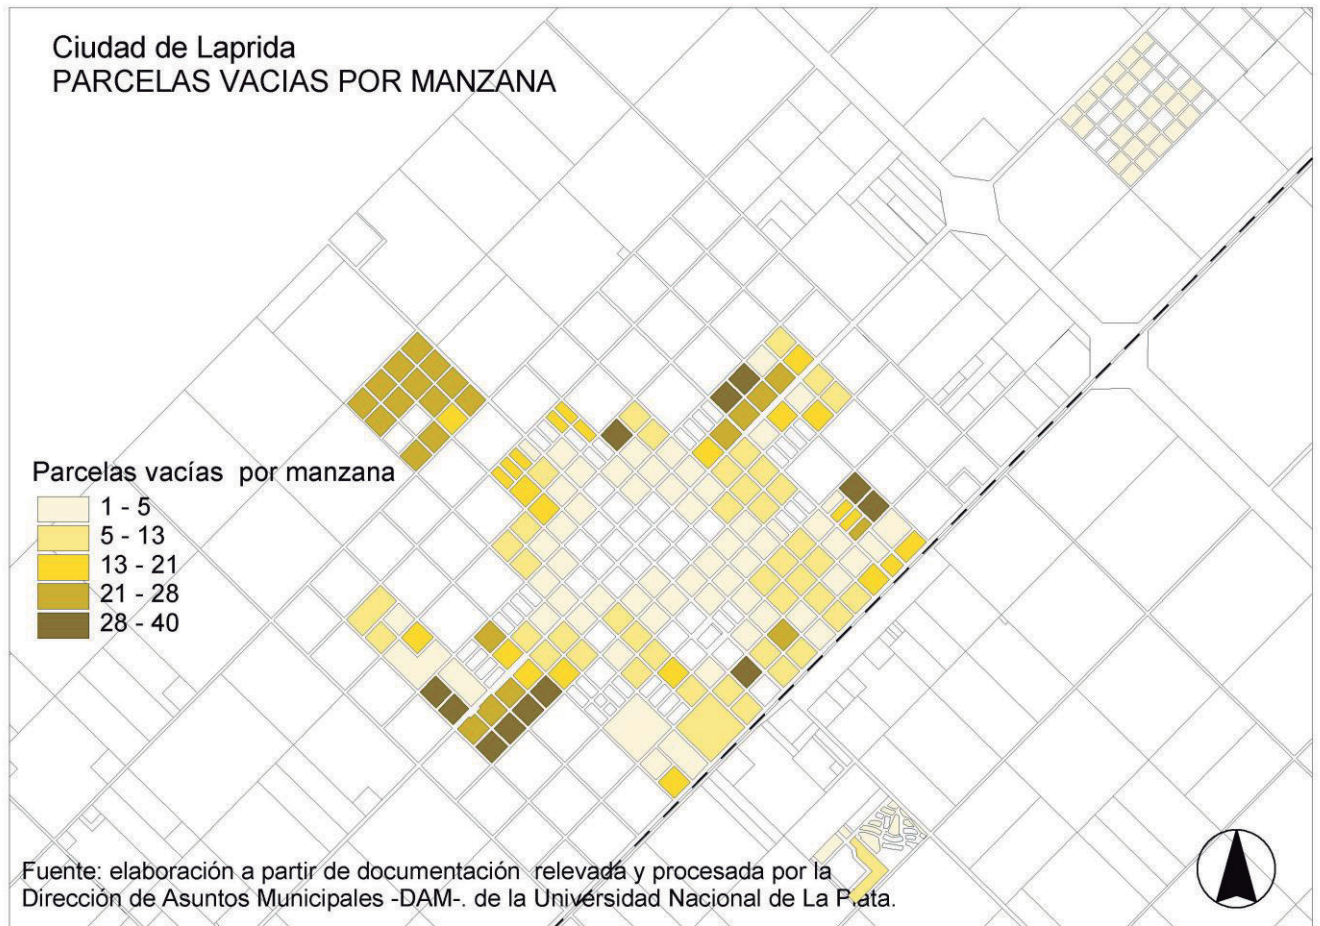 Ciudad de Laprida
PARCELAS VACIAS POR MANZANA
Parcelas vacías por manzana
1 - 5
5 - 13
13 - 21
21 - 28
28 - 40
Fuente: elaboración a partir de documentación relevada y procesada por la
Dirección de Asuntos Municipales -DAM-. de la Universidad Nacional de La Plata.